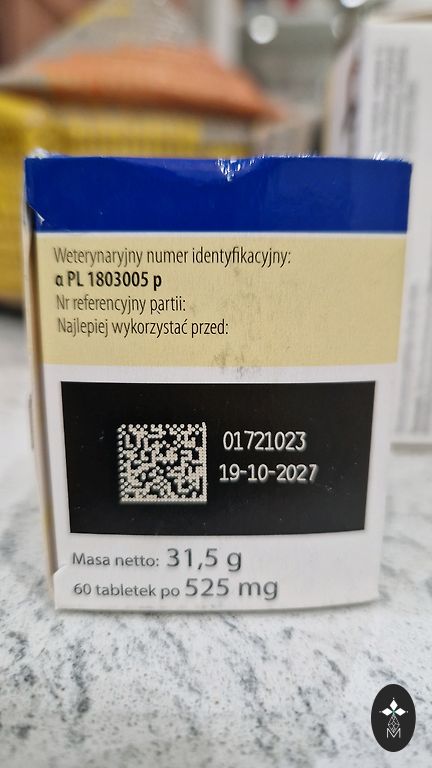 Weterynaryjny numer identyfikacyjny:
α PL 1803005 p
Nr referencyjny partii:
Najlepiej wykorzystać przed:
01721023
19-10-2027
Masa netto: 31,5 g
60 tabletek po 525 mg